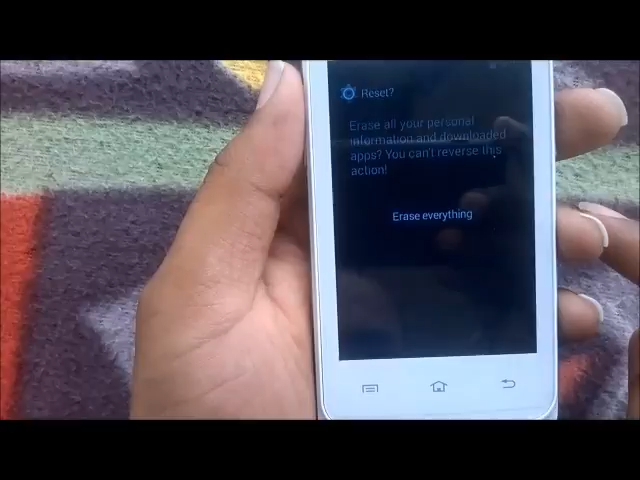 Reset?
Erase all your personal
information and downloaded
apps? You can't reverse this
action!
Erase everything